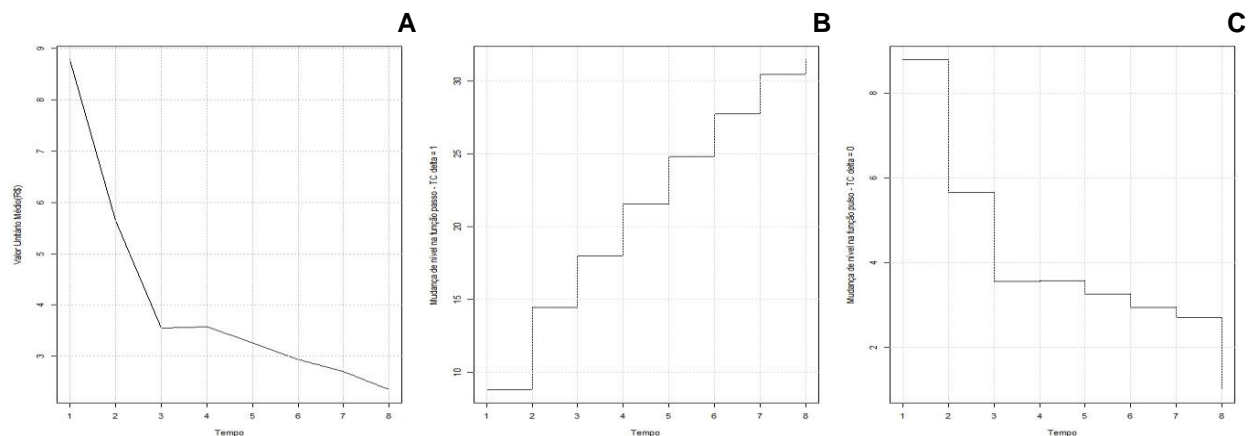 A
Valor Unitário Médio(R$)
9
8
7
6
5
4
3
1 2 3 4 5 6 7 8
Tempo
B
Mudança de nível na função passo - TC delta = 1
30
25
20
15
10
1 2 3 4 5 6 7 8
Tempo
C
Mudança de nível na função pulso - TC delta = 0
8
6
4
2
1 2 3 4 5 6 7 8
Tempo